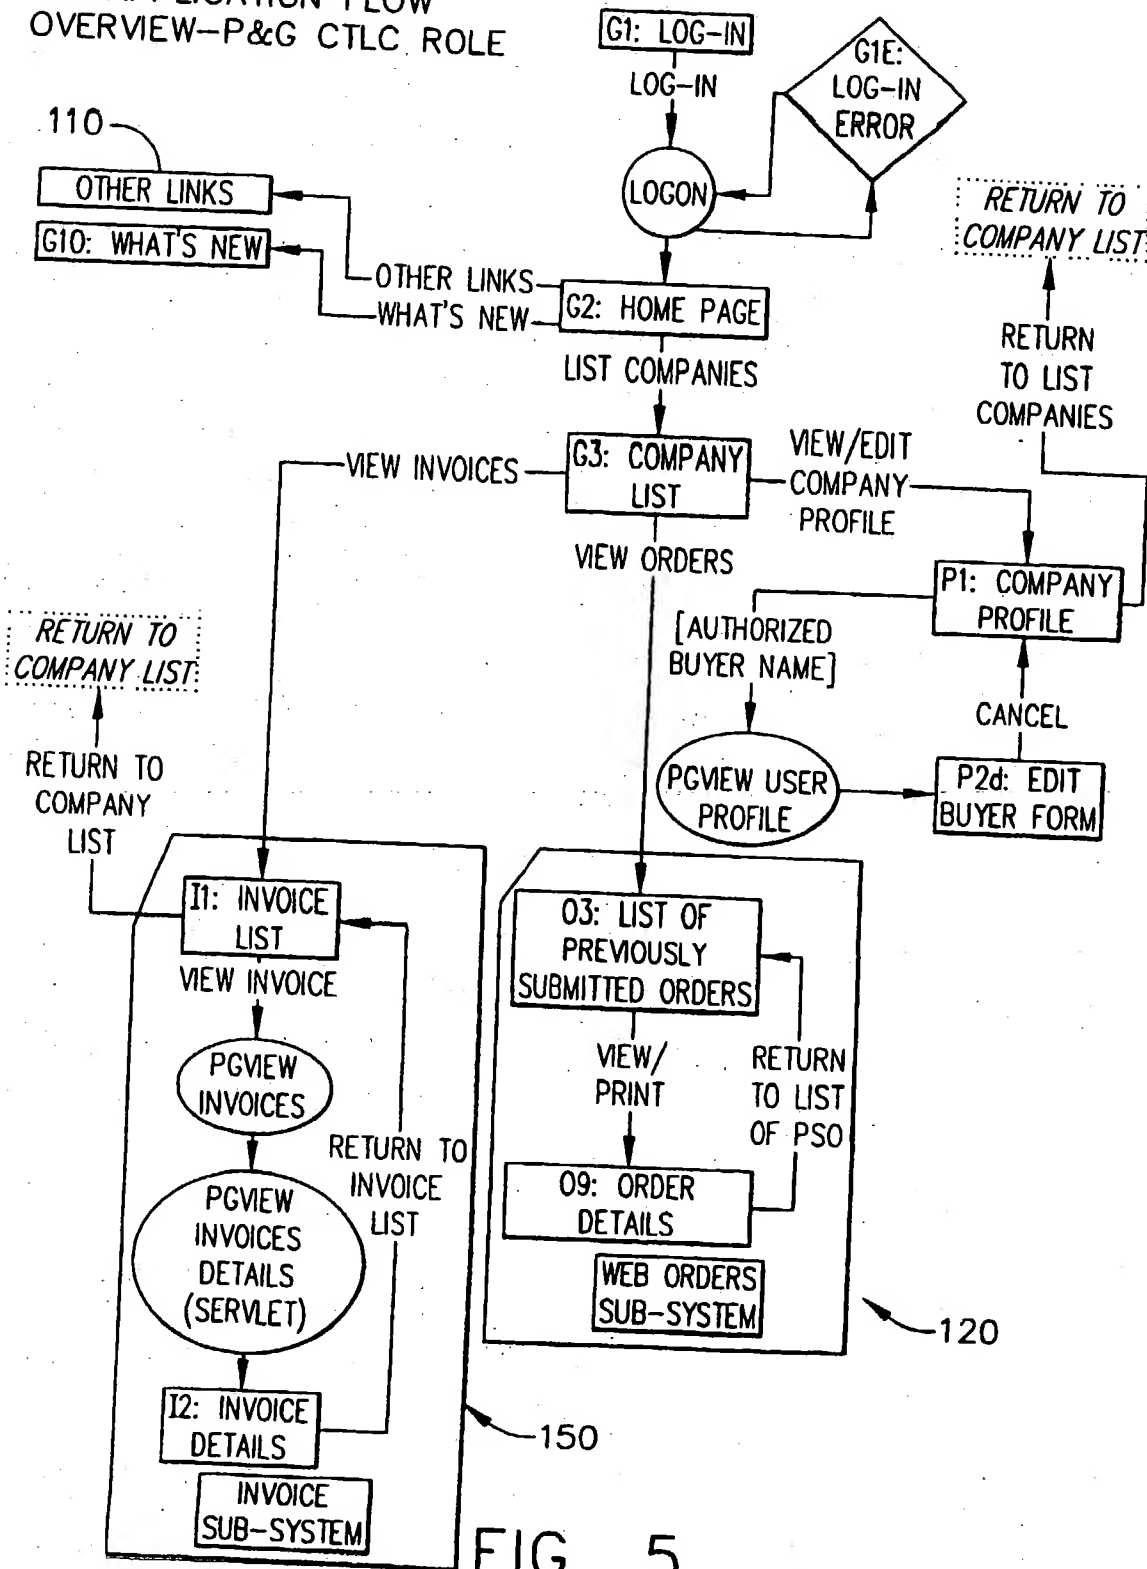 APPLICATION FLOW
OVERVIEW-P&G CTLC ROLE
G1: LOG-IN
LOG-IN
G1E:
LOG-IN
ERROR
110
OTHER LINKS
LOGON
RETURN TO
COMPANY LIST
G10: WHAT'S NEW
OTHER LINKS
WHAT'S NEW
G2: HOME PAGE
RETURN
TO LIST
COMPANIES
LIST COMPANIES
VIEW INVOICES
G3: COMPANY
LIST
VIEW/EDIT
COMPANY
PROFILE
VIEW ORDERS
P1: COMPANY
PROFILE
RETURN TO
COMPANY LIST
[AUTHORIZED
BUYER NAME]
CANCEL
RETURN TO
COMPANY
LIST
PGVIEW USER
PROFILE
P2d: EDIT
BUYER FORM
I1: INVOICE
LIST
VIEW INVOICE
PGVIEW
INVOICES
RETURN TO
INVOICE
LIST
PGVIEW
INVOICES
DETAILS
(SERVLET)
I2: INVOICE
DETAILS
INVOICE
SUB-SYSTEM
150
O3: LIST OF
PREVIOUSLY
SUBMITTED ORDERS
VIEW/
PRINT
RETURN
TO LIST
OF PSO
O9: ORDER
DETAILS
WEB ORDERS
SUB-SYSTEM
120
FIG. 5